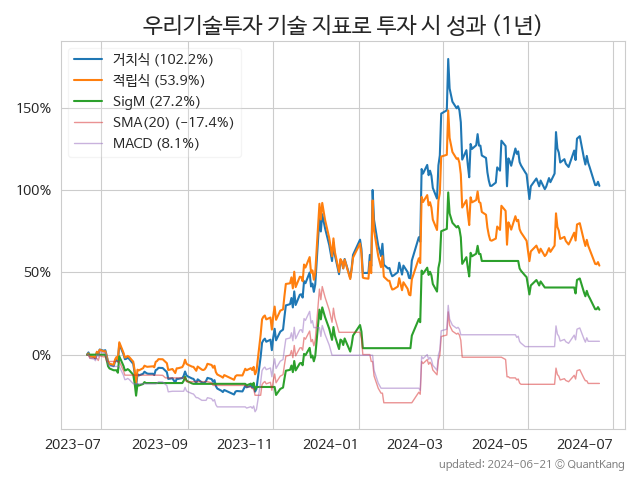 우리기술투자 기술 지표로 투자 시 성과 (1년)
거치식 (102.2%)
적립식 (53.9%)
SigM (27.2%)
SMA(20) (−17.4%)
MACD (8.1%)
150%
100%
50%
0%
2023−07
2023−09
2023−11
2024−01
2024−03
2024−05
2024−07
updated: 2024−06−21 © QuantKang